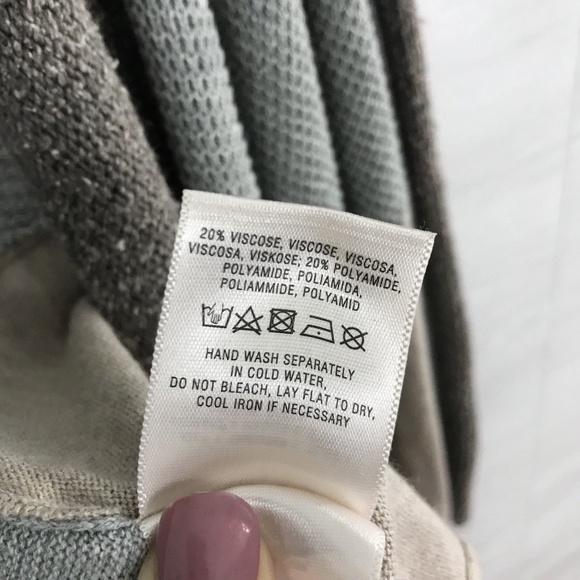 20% VISCOSE, VISCOSE, VISCOSA,
VISCOSA, VISKOSE; 20% POLYAMIDE,
POLYAMIDE, POLIAMIDA,
POLIAMMIDE, POLYAMID
HAND WASH SEPARATELY
IN COLD WATER,
DO NOT BLEACH, LAY FLAT TO DRY,
COOL IRON IF NECESSARY